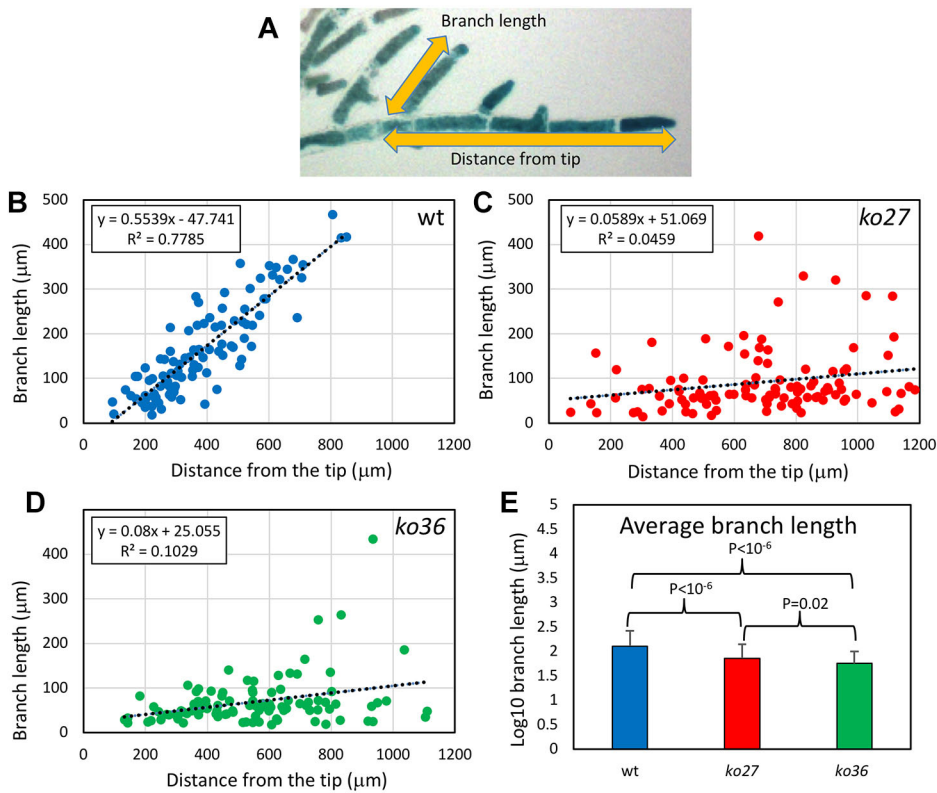 A
Branch length
Distance from tip
B
500
400
300
200
100
0
y = 0.5539x - 47.741
R² = 0.7785
wt
Branch length (μm)
0 200 400 600 800 1000 1200
Distance from the tip (μm)
C
500
400
300
200
100
0
y = 0.0589x + 51.069
R² = 0.0459
ko27
Branch length (μm)
0 200 400 600 800 1000 1200
Distance from the tip (μm)
D
400
300
200
100
0
y = 0.08x + 25.055
R² = 0.1029
ko36
Branch length (μm)
0 200 400 600 800 1000 1200
Distance from the tip (μm)
E
5
4.5
4
3.5
3
2.5
2
1.5
1
0.5
0
Average branch length
P<10⁻⁶
P<10⁻⁶
P=0.02
Log10 branch length (μm)
wt ko27 ko36